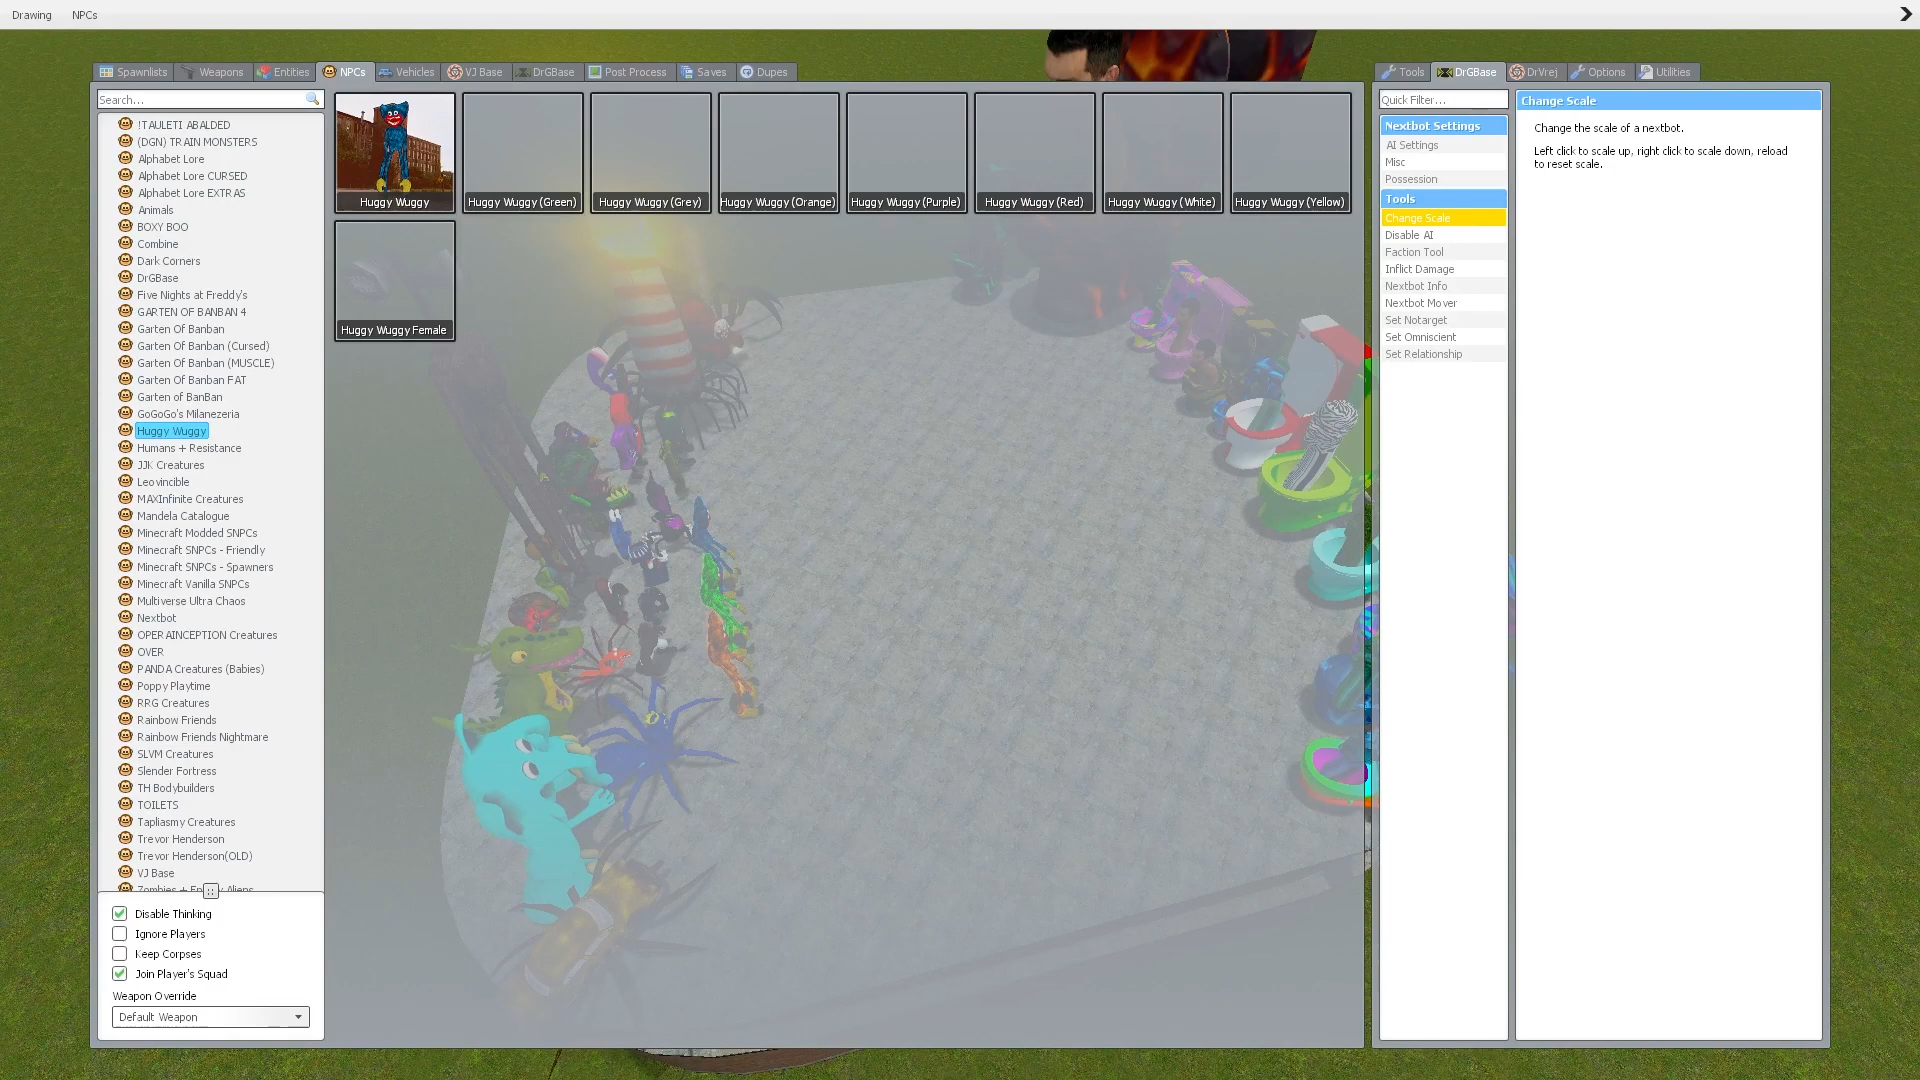 Drawing NPCs
Spawnlists Weapons Entities NPCs Vehicles VJ Base DrGBase Post Process Saves Dupes
Search...
!TAULETI ABALDED
(DGN) TRAIN MONSTERS
Alphabet Lore
Alphabet Lore CURSED
Alphabet Lore EXTRAS
Animals
BOXY BOO
Combine
Dark Corners
DrGBase
Five Nights at Freddy's
GARTEN OF BANBAN 4
Garten Of Banban
Garten Of Banban (Cursed)
Garten Of Banban (MUSCLE)
Garten Of Banban FAT
Garten of BanBan
GoGoGo's Milanezeria
Huggy Wuggy
Humans + Resistance
JJK Creatures
Leovincible
MAXInfinite Creatures
Mandela Catalogue
Minecraft Modded SNPCs
Minecraft SNPCs - Friendly
Minecraft SNPCs - Spawners
Minecraft Vanilla SNPCs
Multiverse Ultra Chaos
Nextbot
OPERAINCEPTION Creatures
OVER
PANDA Creatures (Babies)
Poppy Playtime
RRG Creatures
Rainbow Friends
Rainbow Friends Nightmare
SLVM Creatures
Slender Fortress
TH Bodybuilders
TOILETS
Tapliasmy Creatures
Trevor Henderson
Trevor Henderson(OLD)
VJ Base
Zombies + Aliens
Disable Thinking
Ignore Players
Keep Corpses
Join Player's Squad
Weapon Override
Default Weapon
Huggy Wuggy
Huggy Wuggy (Green)
Huggy Wuggy (Grey)
Huggy Wuggy (Orange)
Huggy Wuggy (Purple)
Huggy Wuggy (Red)
Huggy Wuggy (White)
Huggy Wuggy (Yellow)
Huggy Wuggy Female
Tools DrGBase DrVrej Options Utilities
Quick Filter...
Nextbot Settings
AI Settings
Misc
Possession
Tools
Change Scale
Disable AI
Faction Tool
Inflict Damage
Nextbot Info
Nextbot Mover
Set Notarget
Set Omniscient
Set Relationship
Change Scale
Change the scale of a nextbot.
Left click to scale up, right click to scale down, reload
to reset scale.